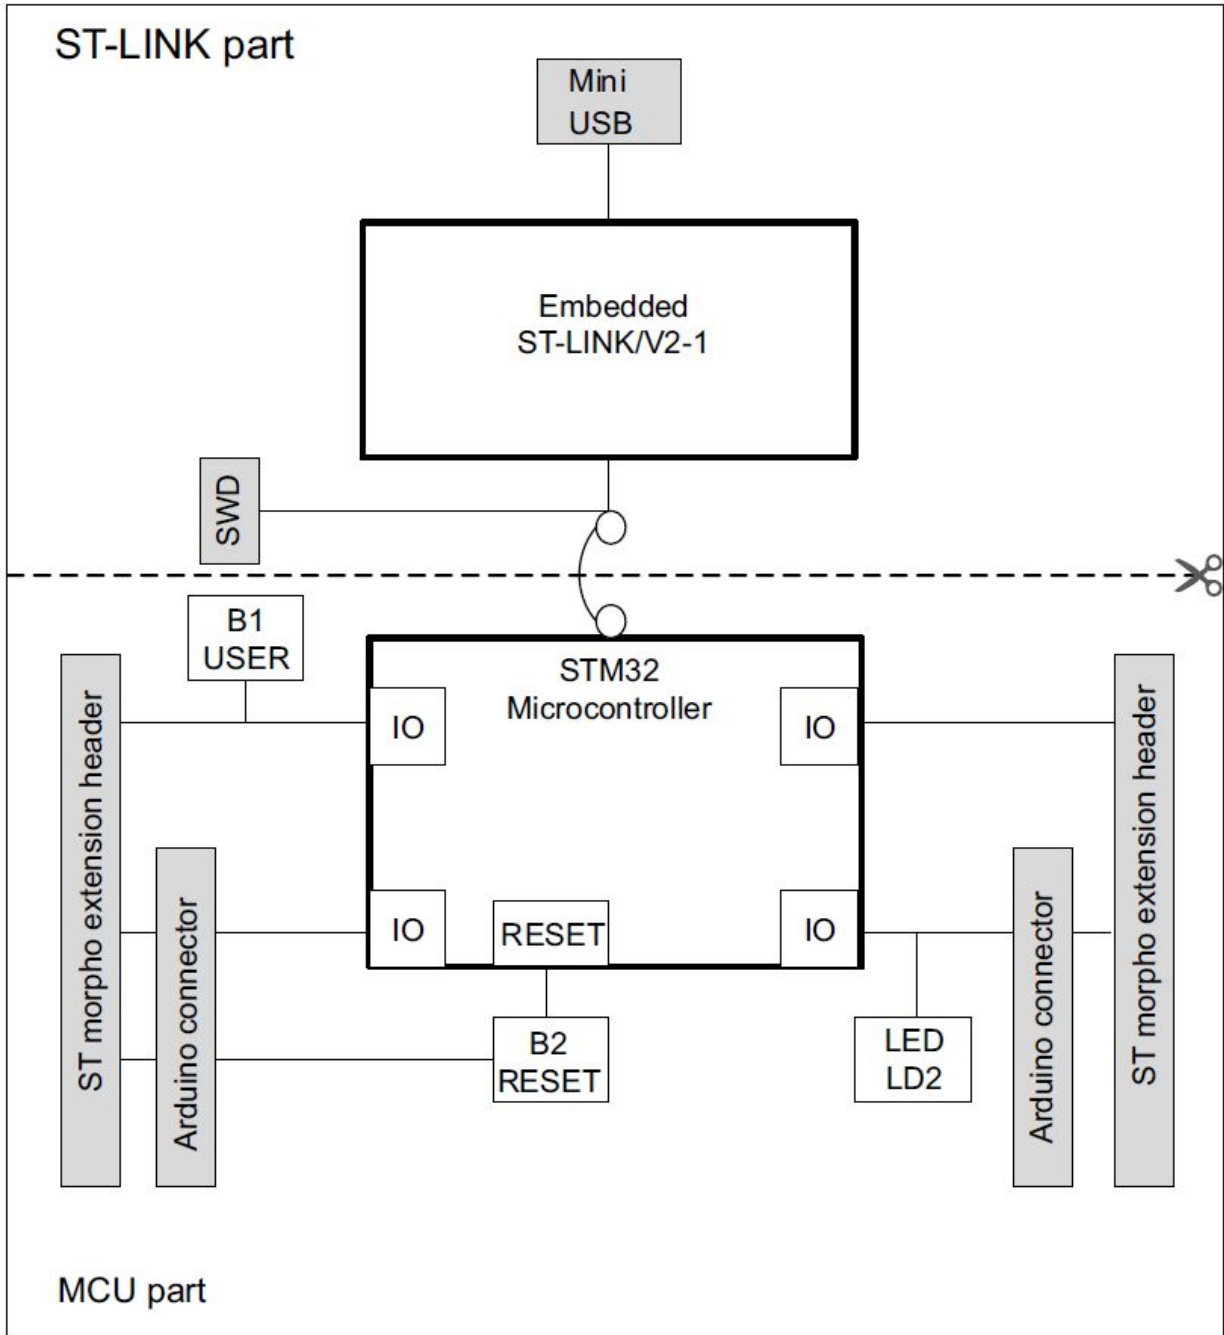 ST-LINK part
Mini
USB
Embedded
ST-LINK/V2-1
SWD
B1
USER
STM32
Microcontroller
IO
IO
ST morpho extension header
ST morpho extension header
Arduino connector
Arduino connector
IO
RESET
IO
B2
RESET
LED
LD2
MCU part